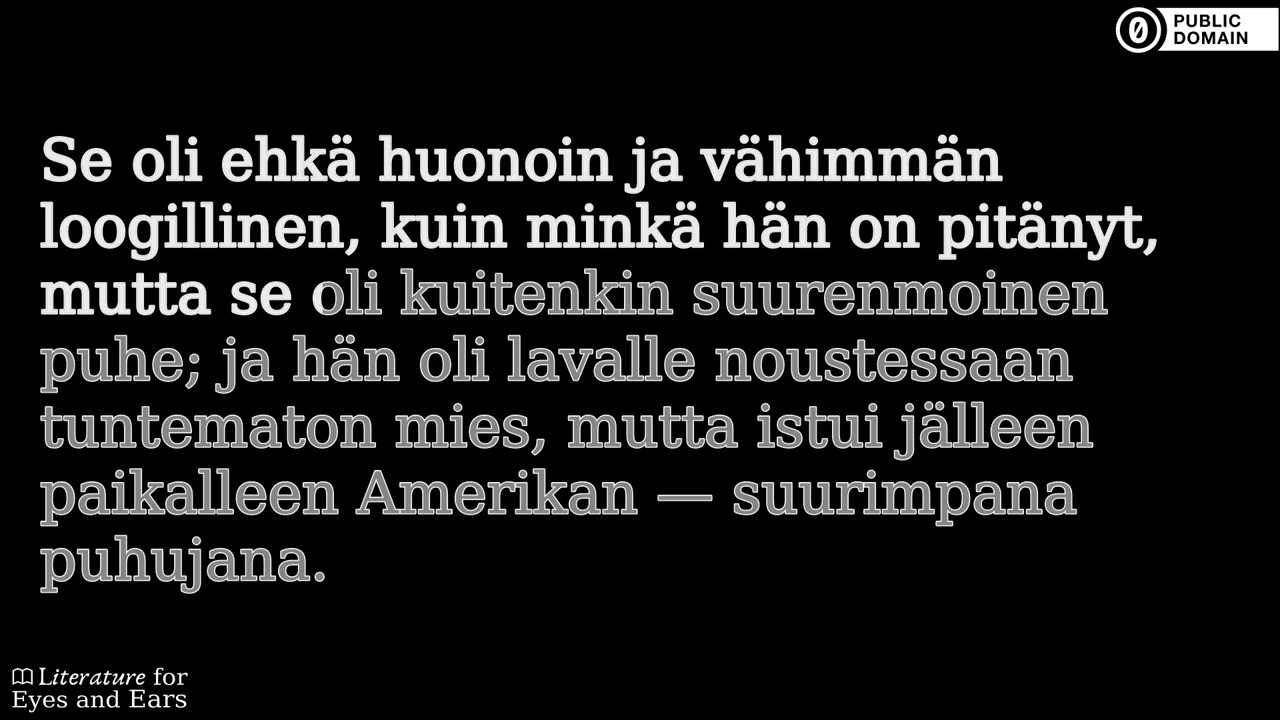 PUBLIC
DOMAIN
Se oli ehkä huonoin ja vähimmän
loogillinen, kuin minkä hän on pitänyt,
mutta se oli kuitenkin suurenmoinen
puhe; ja hän oli lavalle noustessaan
tuntematon mies, mutta istui jälleen
paikalleen Amerikan — suurimpana
puhujana.
Literature for
Eyes and Ears